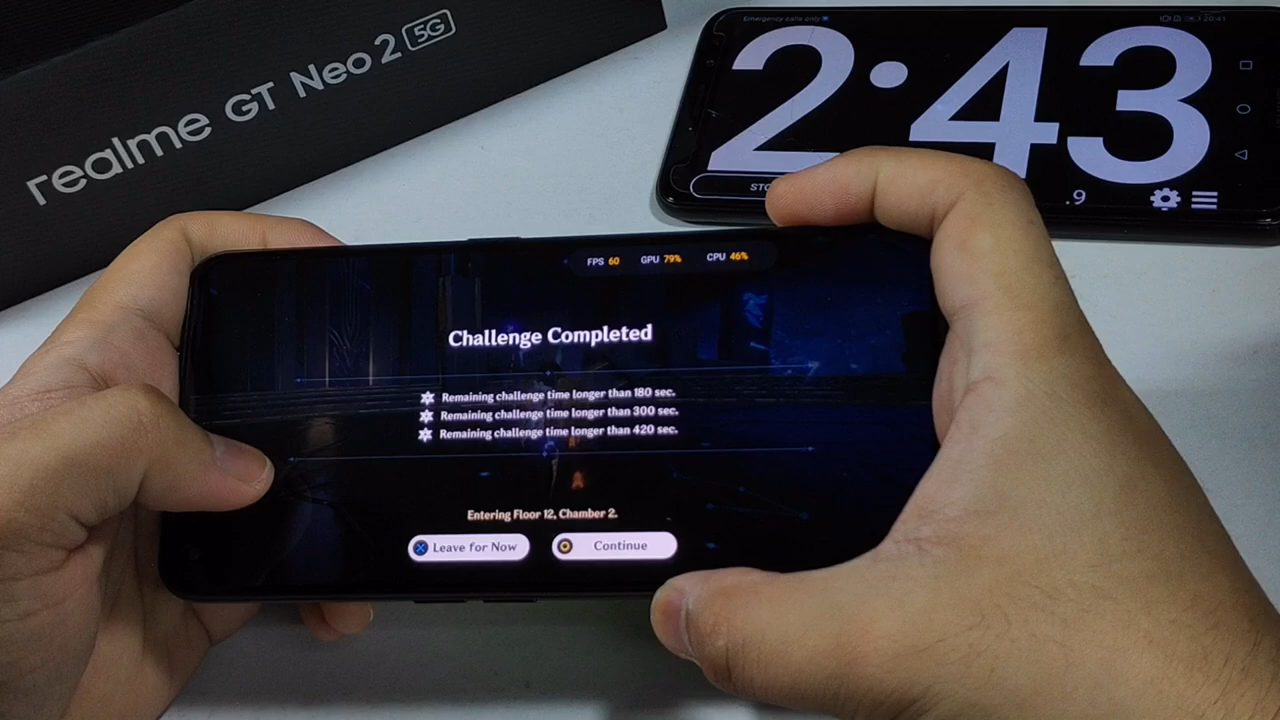 realme GT Neo 2 5G
Emergency calls only
20:41
2:43
.9
FPS 60 GPU 79% CPU 46%
Challenge Completed
Remaining challenge time longer than 180 sec.
Remaining challenge time longer than 300 sec.
Remaining challenge time longer than 420 sec.
Entering Floor 12, Chamber 2.
Leave for Now
Continue